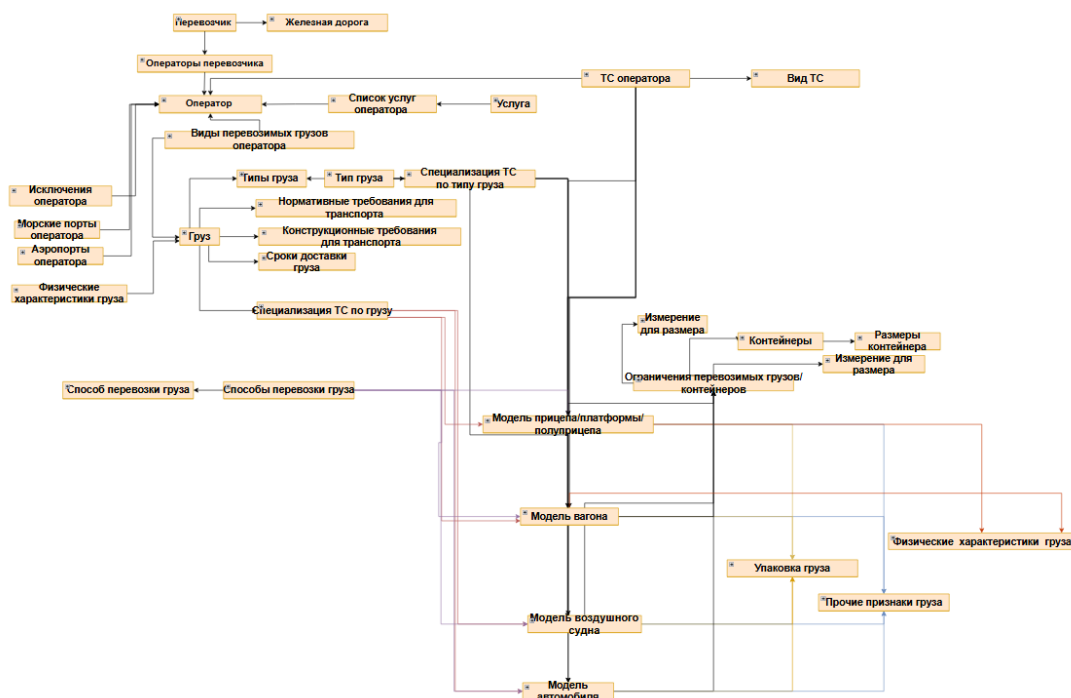 Перевозчик
Железная дорога
Операторы перевозчика
ТС оператора
Вид ТС
Оператор
Список услуг
оператора
Услуга
Виды перевозимых грузов
оператора
Исключения
оператора
Типы груза
Тип груза
Специализация ТС
по типу груза
Нормативные требования для
транспорта
Морские порты
оператора
Груз
Конструкционные требования
для транспорта
Аэропорты
оператора
Сроки доставки
груза
Физические
характеристики груза
Специализация ТС по грузу
Измерение
для размера
Контейнеры
Размеры
контейнера
Измерение для
размера
Ограничения перевозимых грузов/
контейнеров
Способ перевозки груза
Способы перевозки груза
Модель прицепа/платформы/
полуприцепа
Модель вагона
Физические характеристики груза
Упаковка груза
Прочие признаки груза
Модель воздушного
судна
Модель
автомобиля